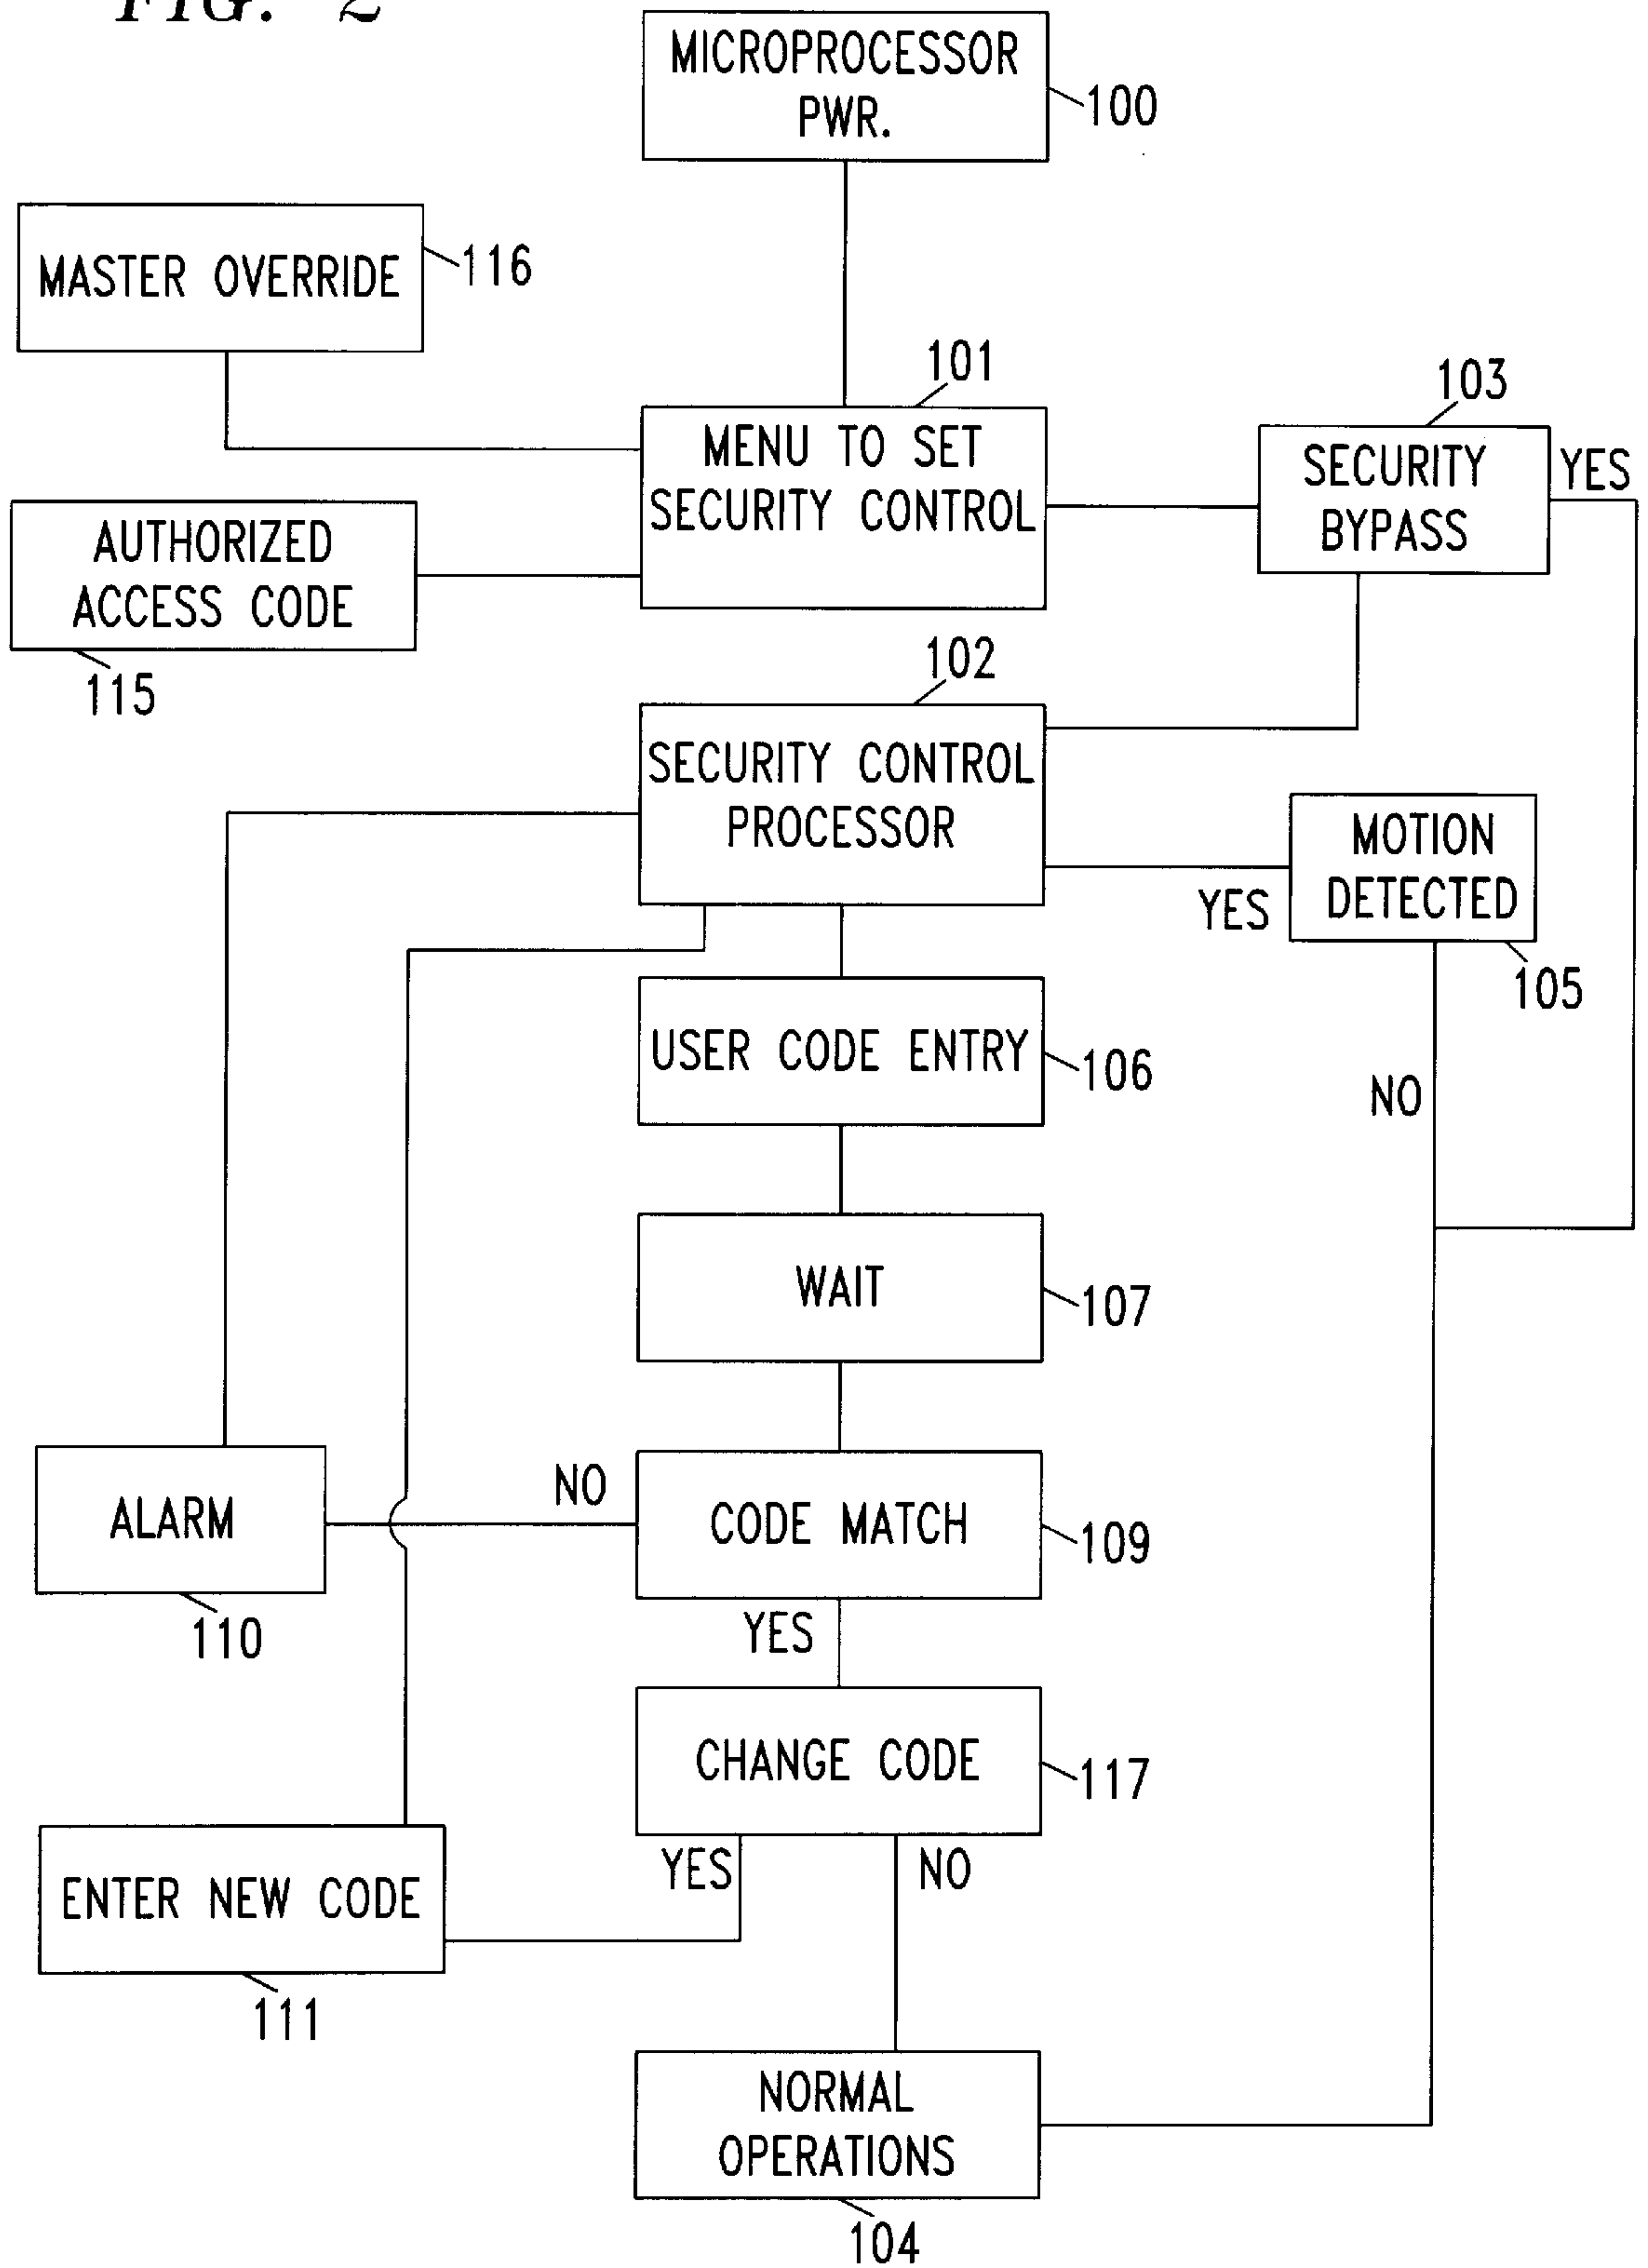 FIG. 2
MICROPROCESSOR
PWR.
100
MASTER OVERRIDE
116
101
MENU TO SET
SECURITY CONTROL
103
SECURITY
BYPASS
YES
AUTHORIZED
ACCESS CODE
115
102
SECURITY CONTROL
PROCESSOR
MOTION
DETECTED
YES
105
NO
USER CODE ENTRY
106
WAIT
107
ALARM
110
NO
CODE MATCH
109
YES
CHANGE CODE
117
YES
NO
ENTER NEW CODE
111
NORMAL
OPERATIONS
104